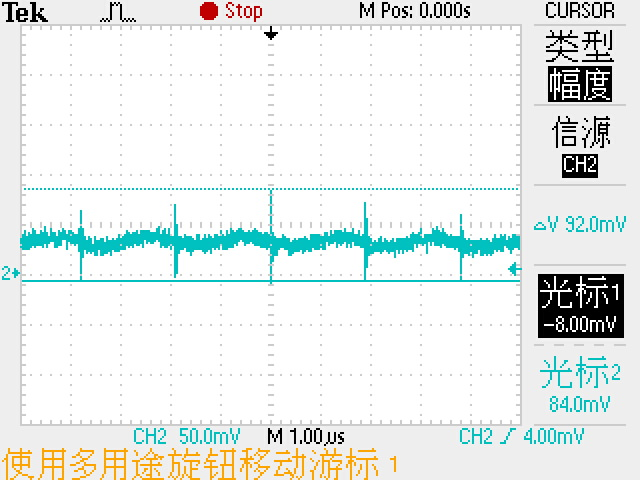 Tek Stop M Pos: 0.000s CURSOR
类型
幅度
信源
CH2
△V 92.0mV
2
光标1
-8.00mV
光标2
84.0mV
CH2 50.0mV M 1.00µs CH2 4.00mV
使用多用途旋钮移动游标 1